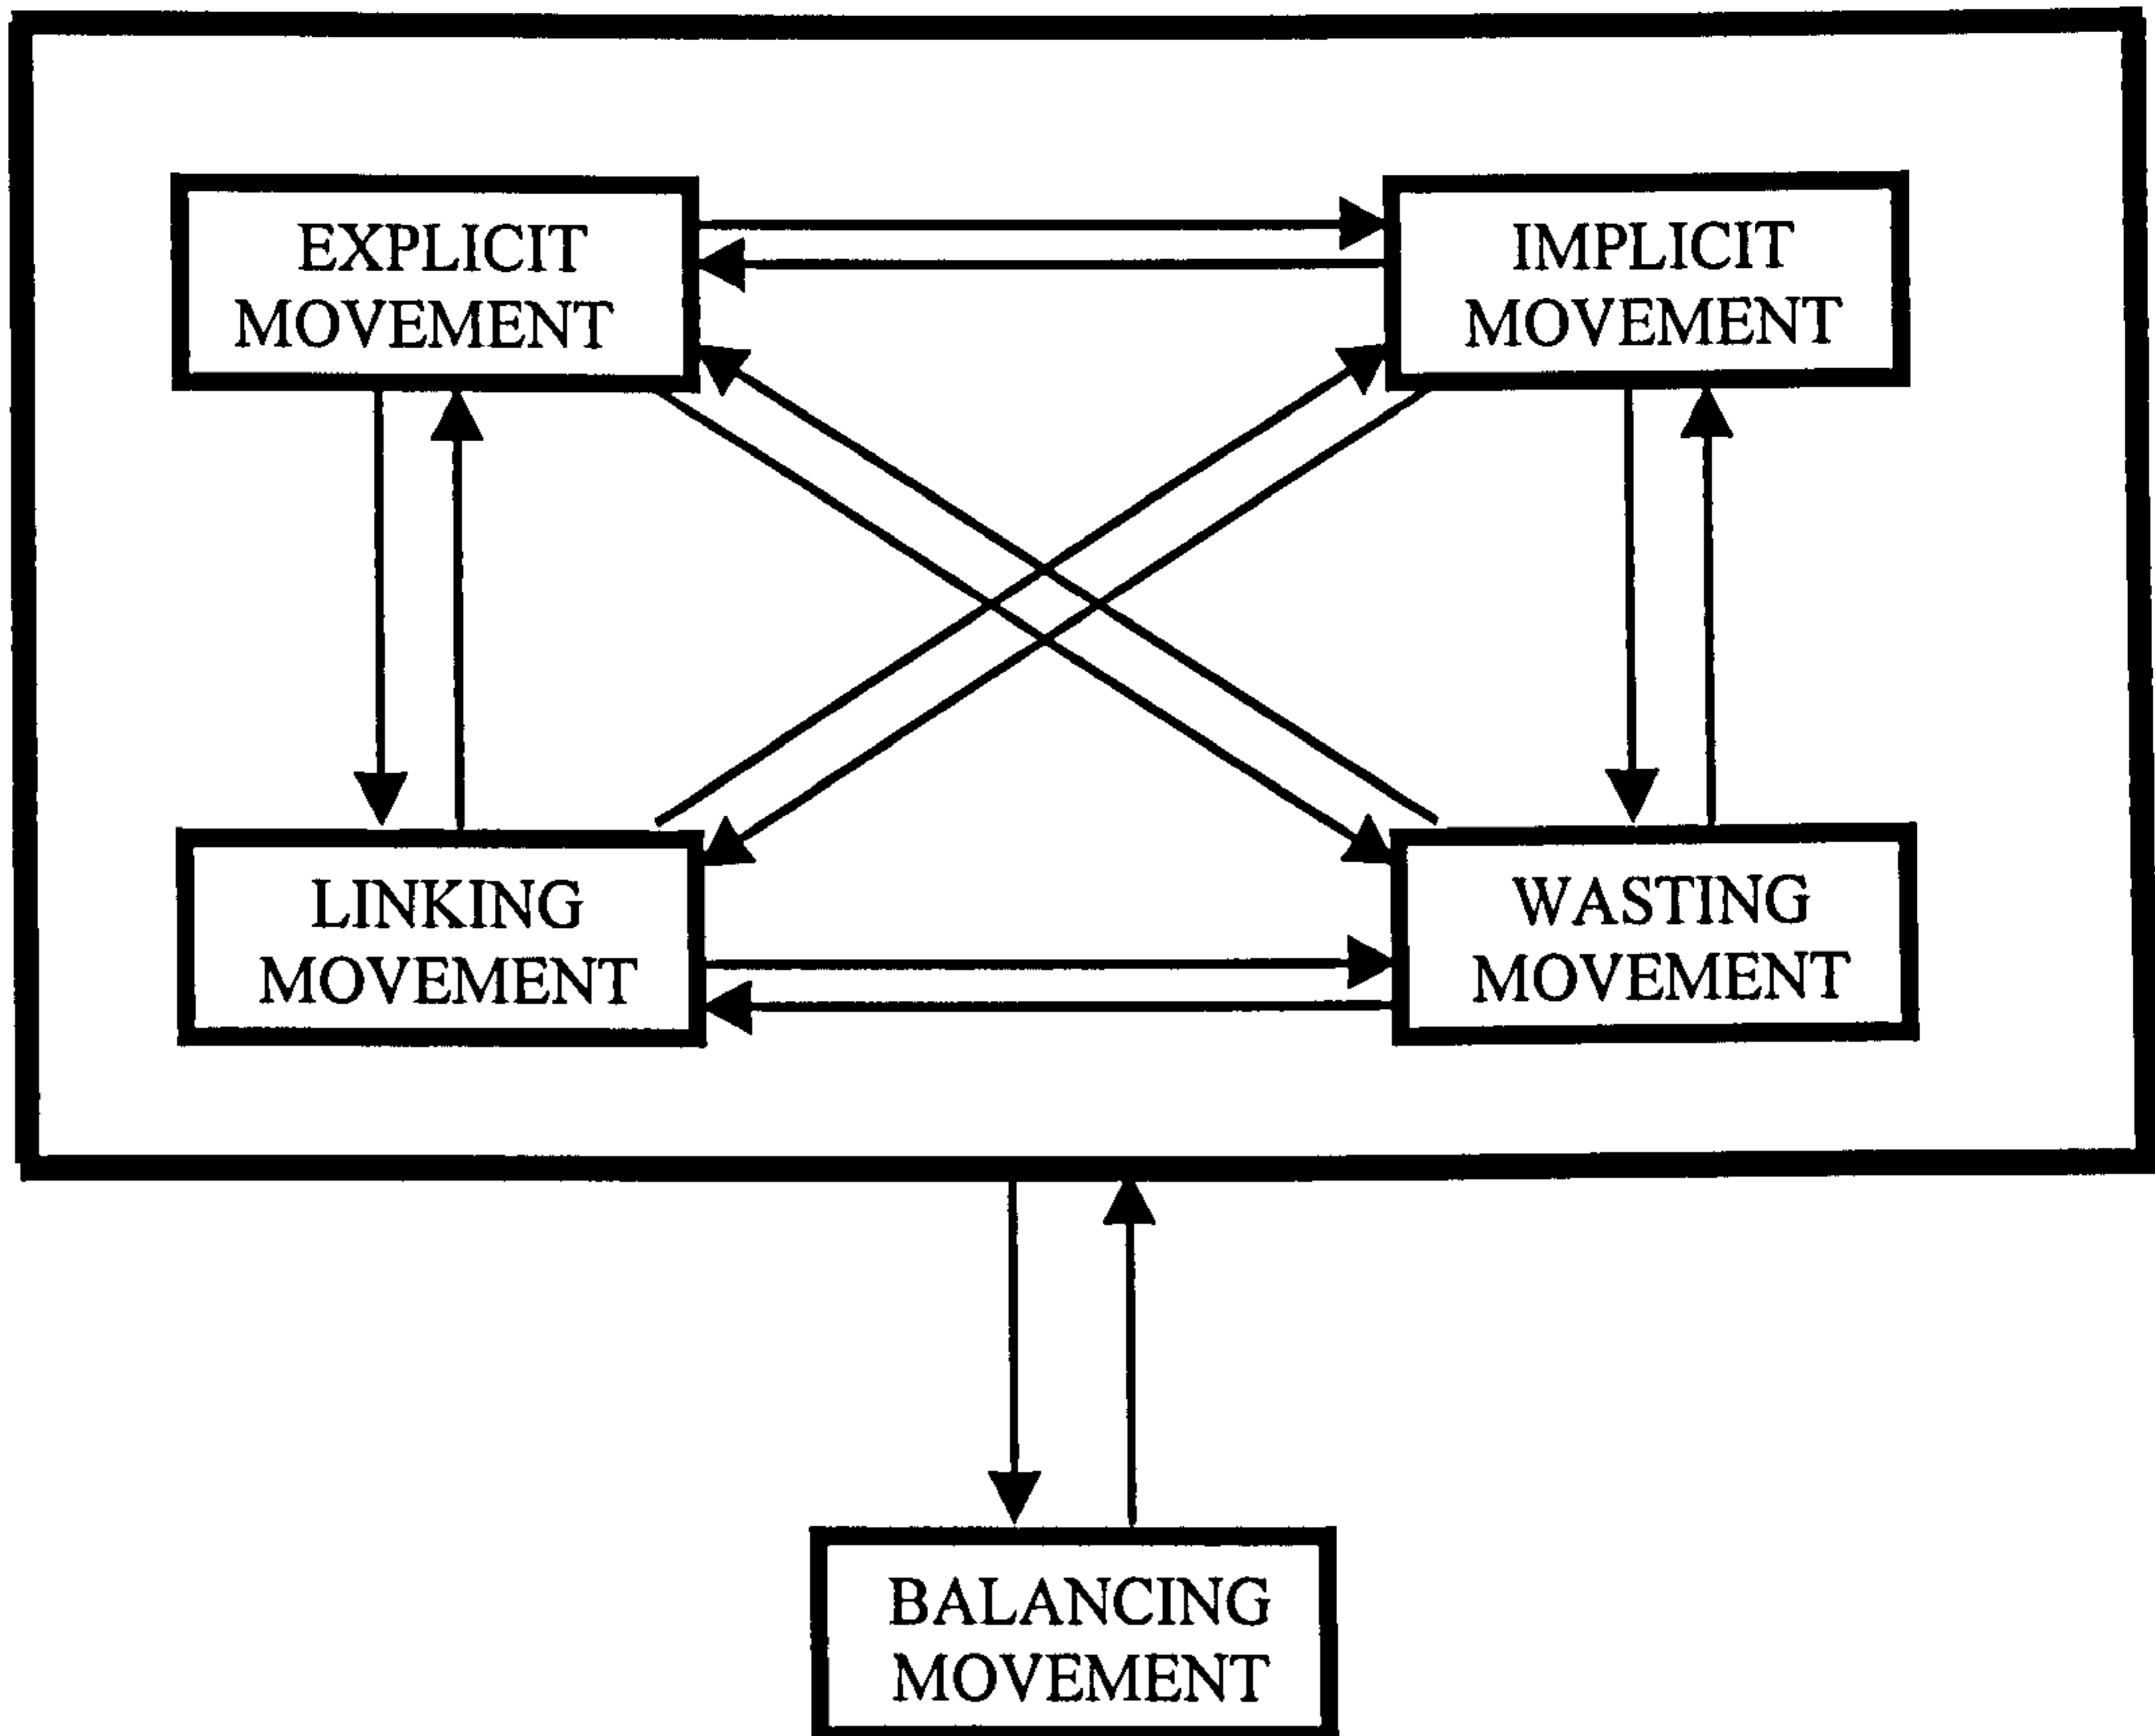 EXPLICIT
MOVEMENT
IMPLICIT
MOVEMENT
LINKING
MOVEMENT
WASTING
MOVEMENT
BALANCING
MOVEMENT